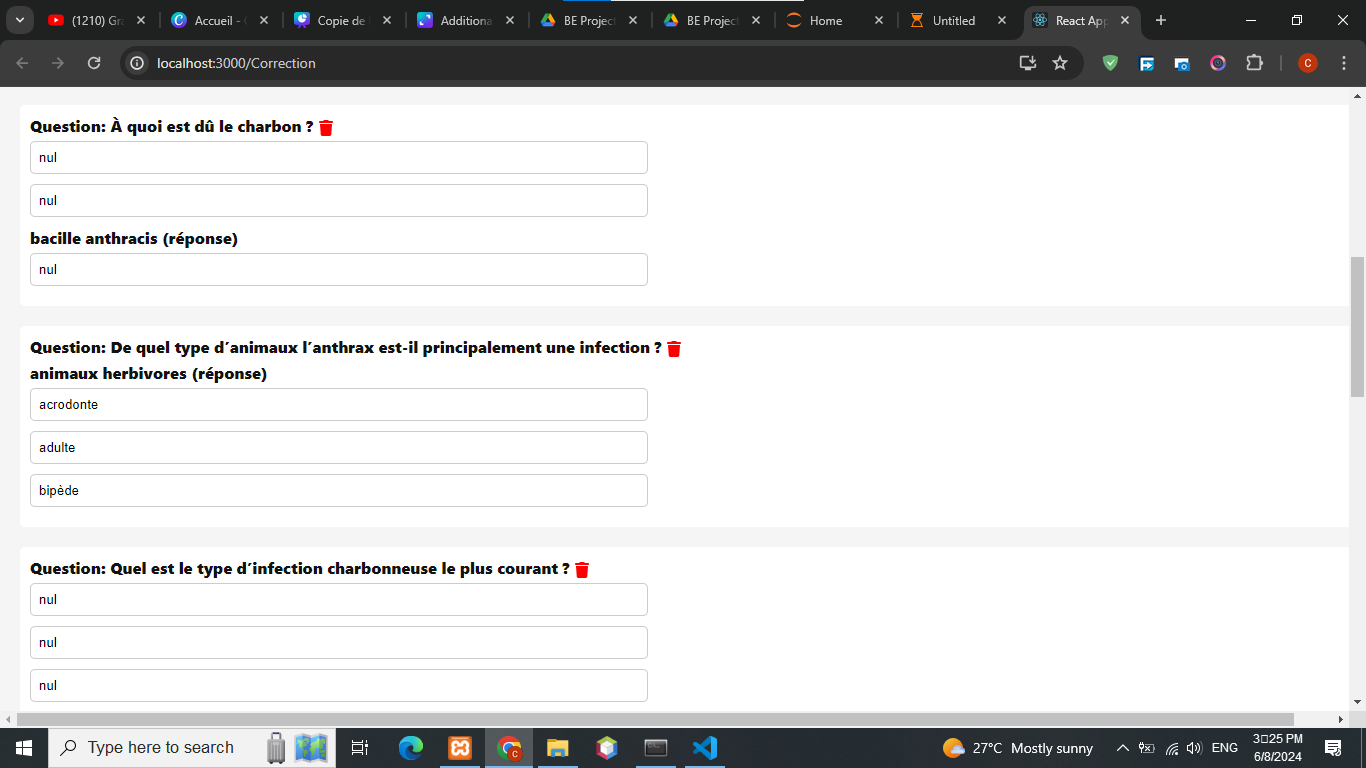 (1210) Gra
Accueil - 
Copie de 
Additiona
BE Project
BE Project
Home
Untitled
React App
localhost:3000/Correction
C
Question: À quoi est dû le charbon ?
nul
nul
bacille anthracis (réponse)
nul
Question: De quel type d´animaux l´anthrax est-il principalement une infection ?
animaux herbivores (réponse)
acrodonte
adulte
bipède
Question: Quel est le type d´infection charbonneuse le plus courant ?
nul
nul
nul
Type here to search
27°C Mostly sunny
ENG
3□25 PM
6/8/2024